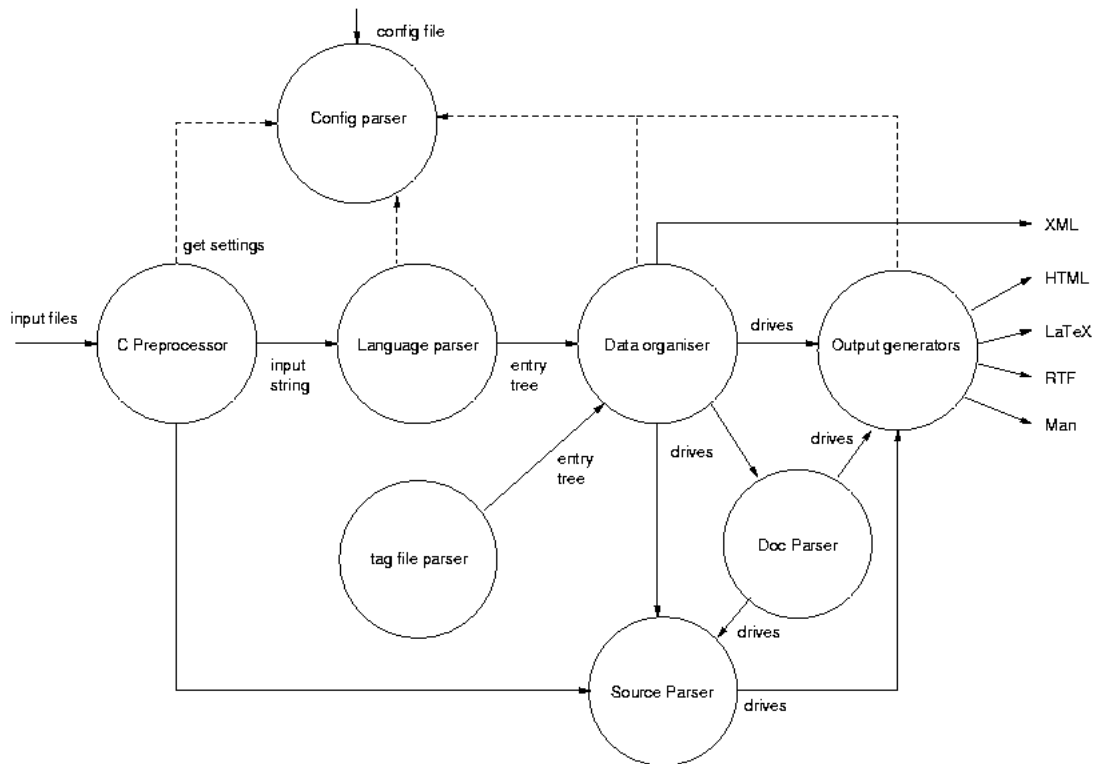 config file
Config parser
get settings
XML
HTML
input files
drives
LaTeX
C Preprocessor
Language parser
Data organiser
Output generators
input
string
entry
tree
RTF
Man
drives
drives
entry
tree
Doc Parser
tag file parser
drives
Source Parser
drives